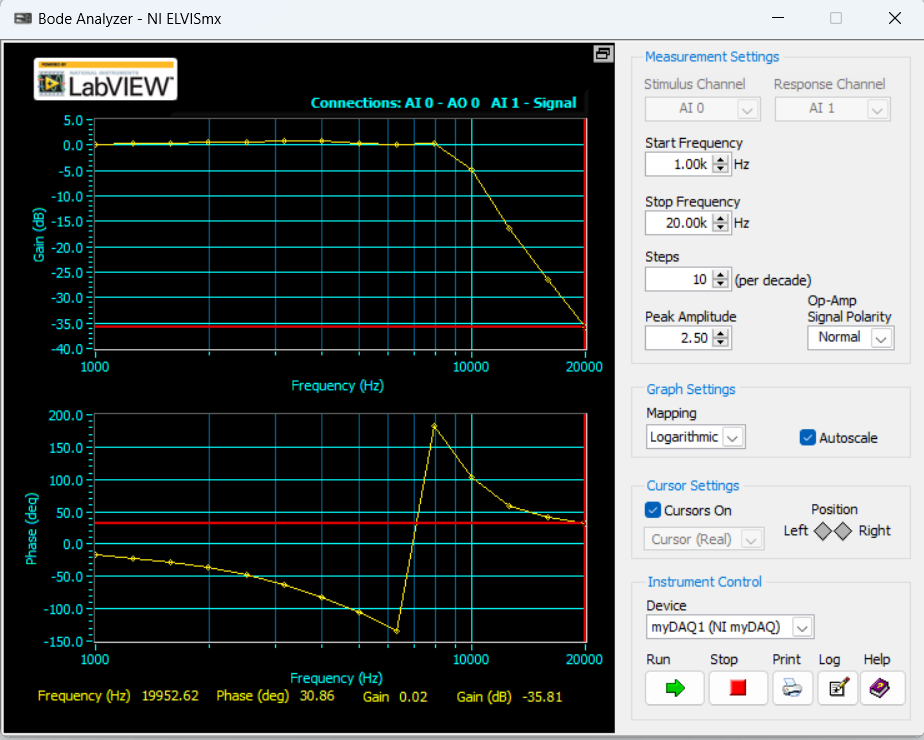 Bode Analyzer - NI ELVISmx
POWERED BY
NATIONAL INSTRUMENTS
LabVIEW™
Connections: AI 0 - AO 0 AI 1 - Signal
5.0
0.0
-5.0
-10.0
-15.0
-20.0
-25.0
-30.0
-35.0
-40.0
Gain (dB)
1000 10000 20000
Frequency (Hz)
200.0
150.0
100.0
50.0
0.0
-50.0
-100.0
-150.0
Phase (deg)
1000 10000 20000
Frequency (Hz)
Frequency (Hz) 19952.62 Phase (deg) 30.86 Gain 0.02 Gain (dB) -35.81
Measurement Settings
Stimulus Channel Response Channel
AI 0 AI 1
Start Frequency
1.00k Hz
Stop Frequency
20.00k Hz
Steps
10 (per decade)
Peak Amplitude
2.50
Op-Amp
Signal Polarity
Normal
Graph Settings
Mapping
Logarithmic Autoscale
Cursor Settings
Cursors On
Cursor (Real)
Position
Left Right
Instrument Control
Device
myDAQ1 (NI myDAQ)
Run Stop Print Log Help